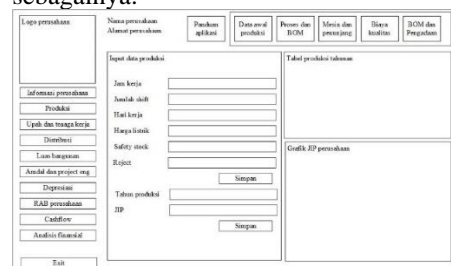 sebagainya.
Logo perusahaan
Nama perusahaan
Alamat perusahaan
Panduan
aplikasi
Data awal
produksi
Proses dan
BOM
Mesin dan
penunjang
Biaya
kualitas
BOM dan
Pengadaan
Informasi perusahaan
Produksi
Upah dan tenaga kerja
Distribusi
Luas bangunan
Amdal dan project eng
Depresiasi
RAB perusahaan
Cashflow
Analisis finansial
Exit
Input data produksi
Jam kerja
Jumlah shift
Hari kerja
Harga listrik
Safety stock
Reject
Simpan
Tahun produksi
JIP
Simpan
Tabel produksi tahunan
Grafik JIP perusahaan